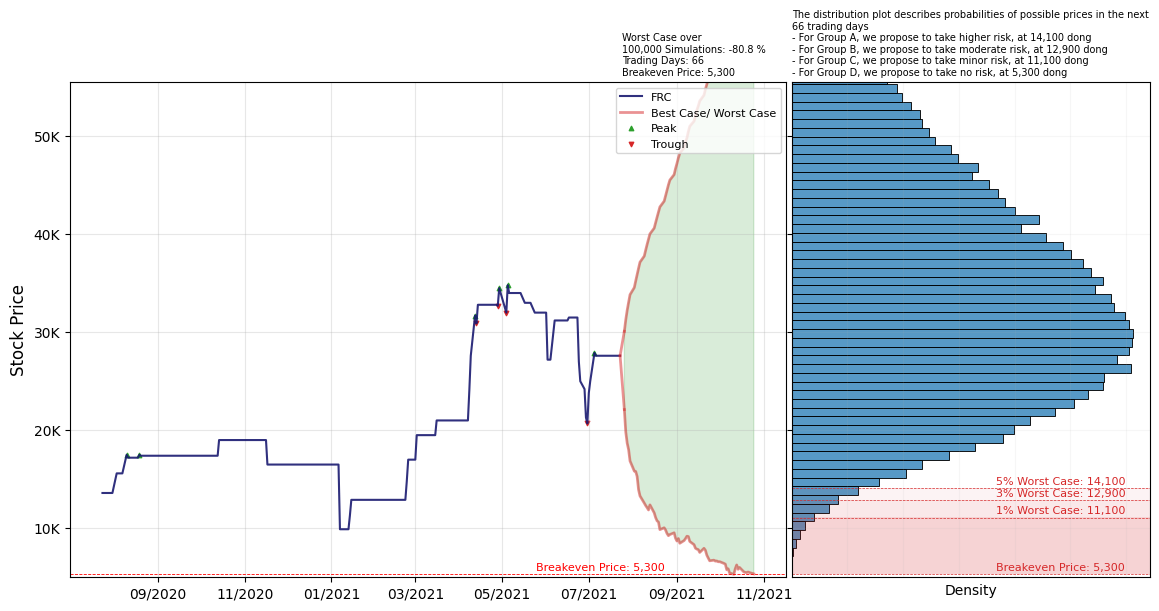 The distribution plot describes probabilities of possible prices in the next
66 trading days
- For Group A, we propose to take higher risk, at 14,100 dong
- For Group B, we propose to take moderate risk, at 12,900 dong
- For Group C, we propose to take minor risk, at 11,100 dong
- For Group D, we propose to take no risk, at 5,300 dong
Worst Case over
100,000 Simulations: -80.8 %
Trading Days: 66
Breakeven Price: 5,300
FRC
Best Case/ Worst Case
Peak
Trough
Stock Price
50K
40K
30K
20K
10K
Breakeven Price: 5,300
09/2020
11/2020
01/2021
03/2021
05/2021
07/2021
09/2021
11/2021
5% Worst Case: 14,100
3% Worst Case: 12,900
1% Worst Case: 11,100
Breakeven Price: 5,300
Density